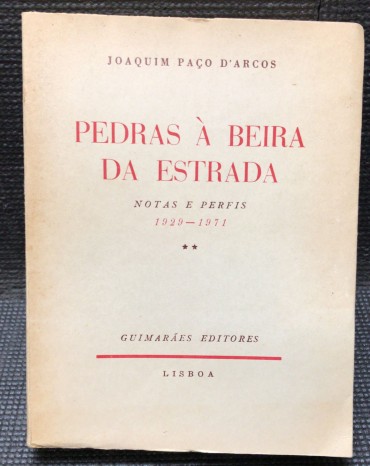 JOAQUIM PAÇO D'ARCOS
PEDRAS À BEIRA
DA ESTRADA
NOTAS E PERFIS
1929—1971
**
GUIMARÃES EDITORES
LISBOA